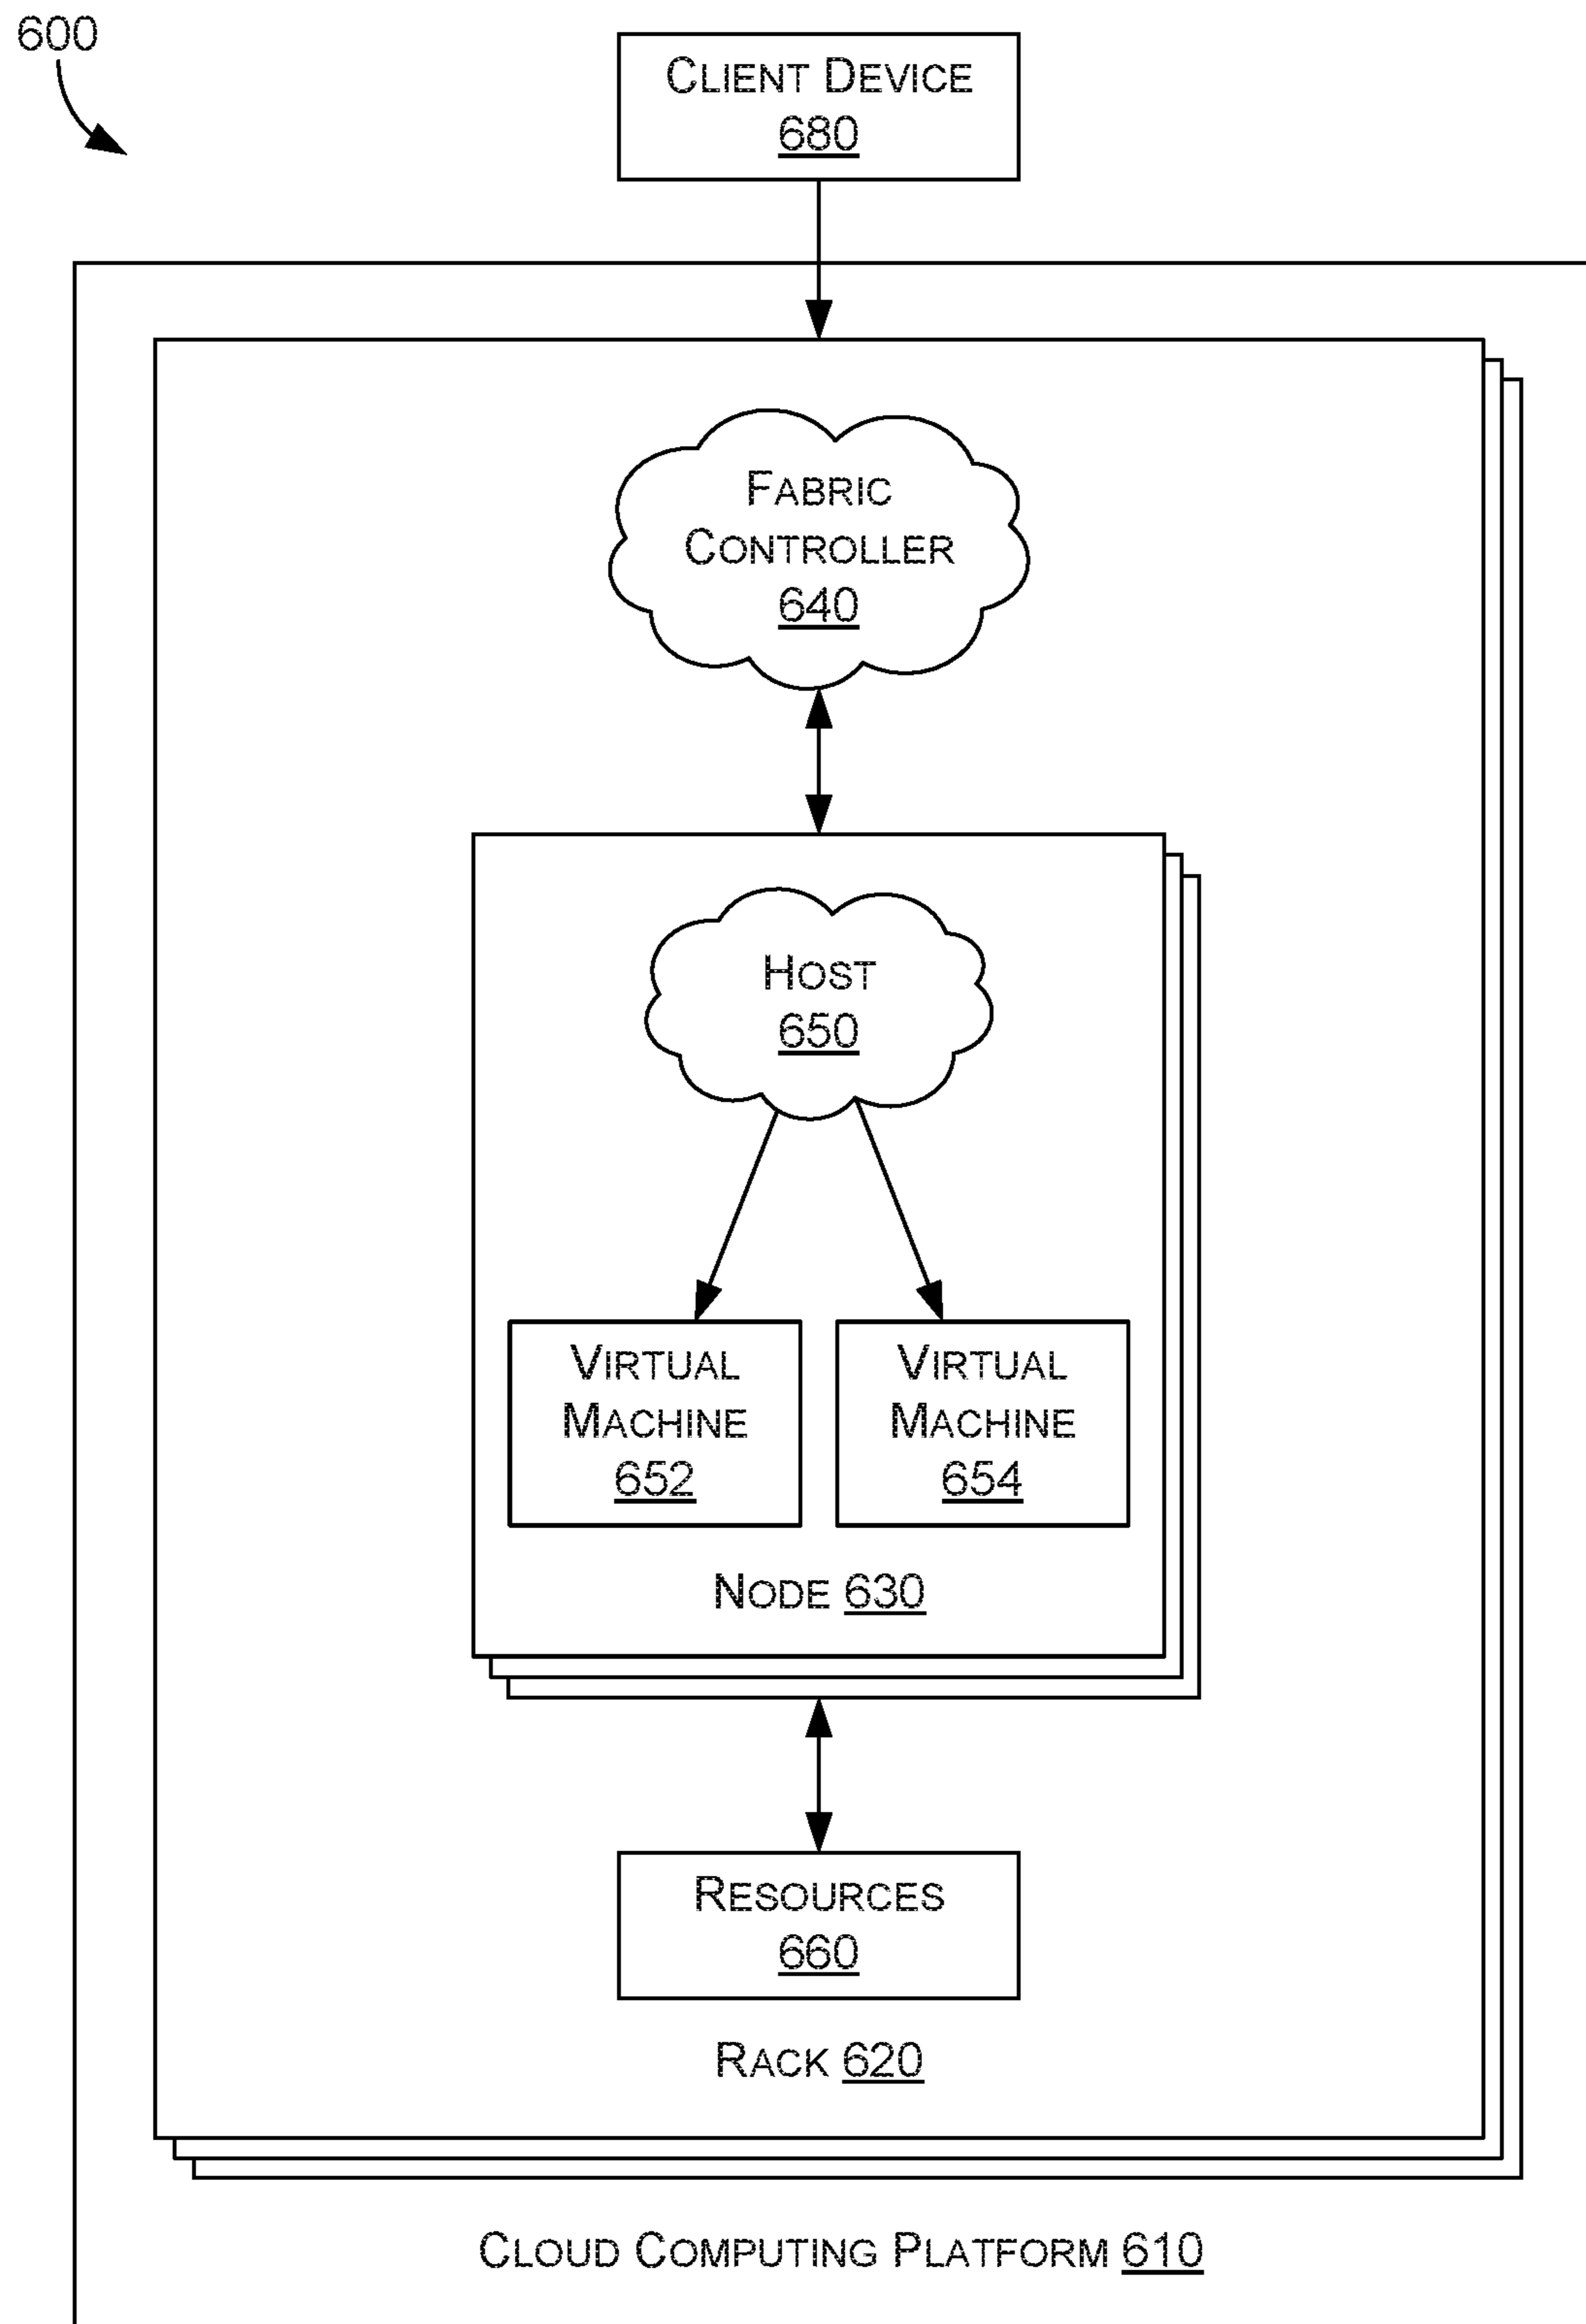 600
CLIENT DEVICE
680
FABRIC
CONTROLLER
640
HOST
650
VIRTUAL
MACHINE
652
VIRTUAL
MACHINE
654
NODE 630
RESOURCES
660
RACK 620
CLOUD COMPUTING PLATFORM 610